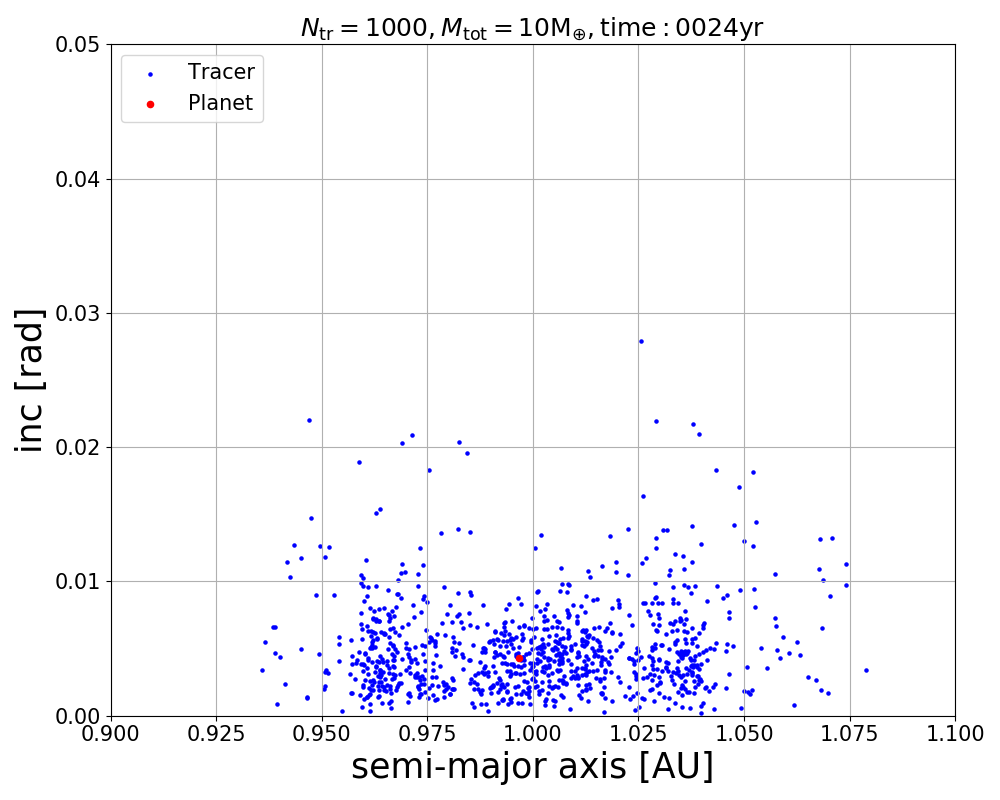 N_tr = 1000, M_tot = 10M_⊕, time : 0024yr
Tracer
Planet
inc [rad]
0.05
0.04
0.03
0.02
0.01
0.00
0.900 0.925 0.950 0.975 1.000 1.025 1.050 1.075 1.100
semi-major axis [AU]